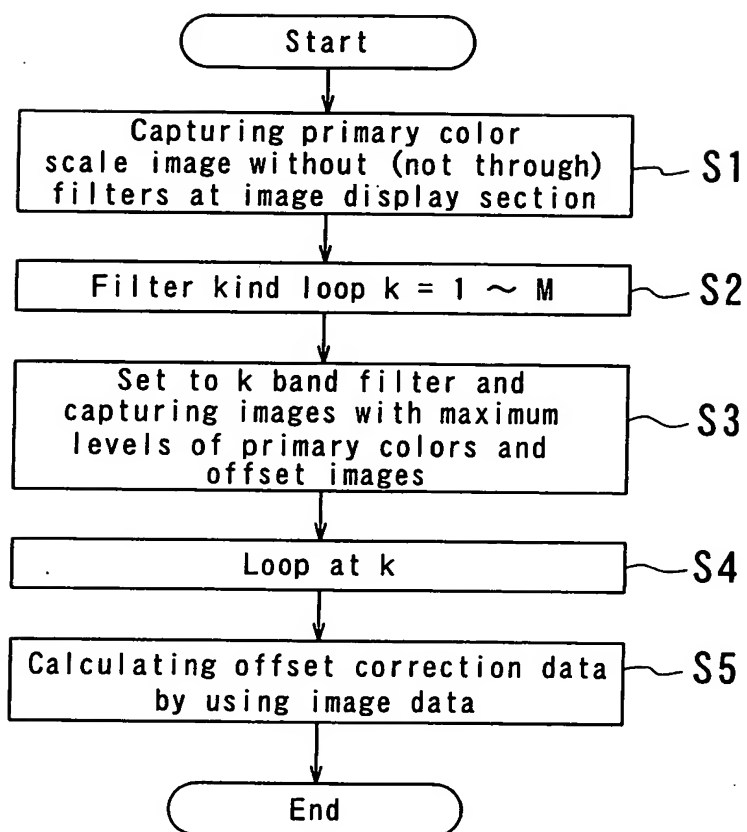 Start
Capturing primary color
scale image without (not through)
filters at image display section
S1
Filter kind loop k = 1 ～ M
S2
Set to k band filter and
capturing images with maximum
levels of primary colors and
offset images
S3
Loop at k
S4
Calculating offset correction data
by using image data
S5
End